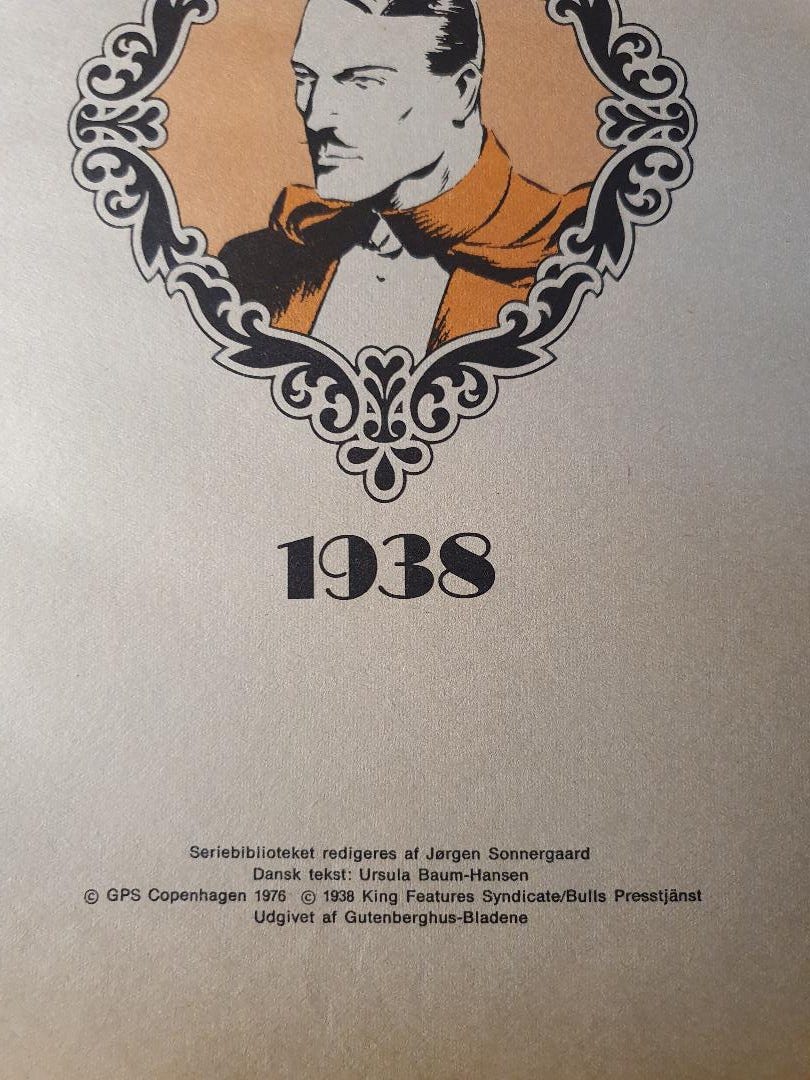 1938
Seriebiblioteket redigeres af Jørgen Sonnergaard
Dansk tekst: Ursula Baum-Hansen
© GPS Copenhagen 1976 © 1938 King Features Syndicate/Bulls Presstjänst
Udgivet af Gutenberghus-Bladene